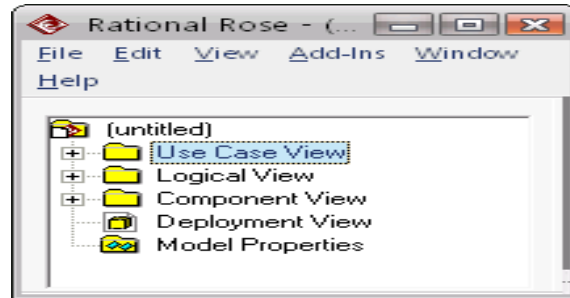 Rational Rose - (...
File Edit View Add-Ins Window
Help
(untitled)
Use Case View
Logical View
Component View
Deployment View
Model Properties